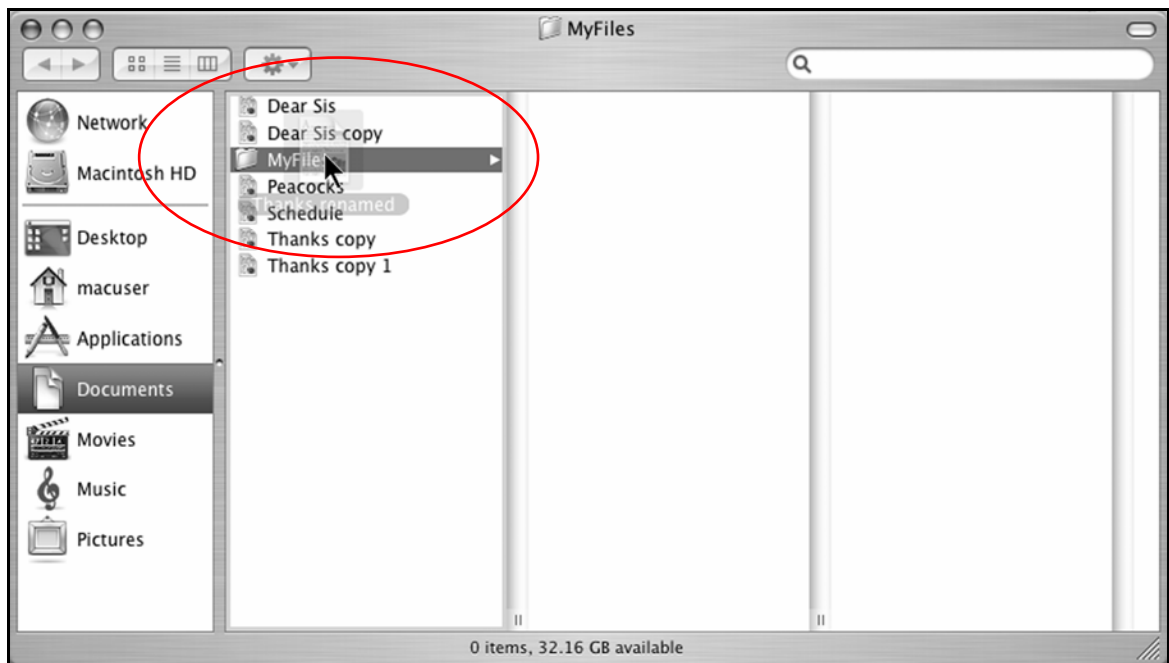 MyFiles
Network
Macintosh HD
Desktop
macuser
Applications
Documents
Movies
Music
Pictures
Dear Sis
Dear Sis copy
MyFiles
Peacocks
Thanks renamed
Schedule
Thanks copy
Thanks copy 1
0 items, 32.16 GB available